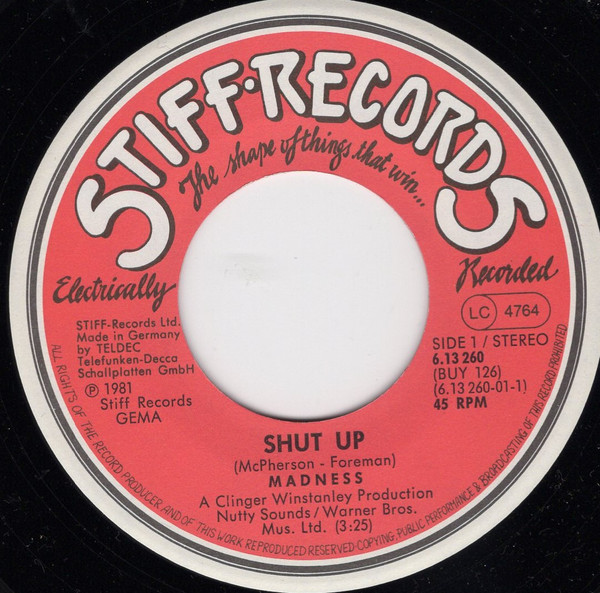 STIFF·RECORDS
The shape of things that win...
Electrically
Recorded
STIFF-Records Ltd.
Made in Germany
by TELDEC
Telefunken-Decca
Schallplatten GmbH
℗ 1981
Stiff Records
GEMA
LC 4764
SIDE 1 / STEREO
6.13 260
(BUY 126)
(6.13 260-01-1)
45 RPM
SHUT UP
(McPherson - Foreman)
MADNESS
A Clinger Winstanley Production
Nutty Sounds / Warner Bros.
Mus. Ltd. (3:25)
ALL RIGHTS OF THE RECORD PRODUCER AND OF THIS WORK REPRODUCED RESERVED·COPYING PUBLIC PERFORMANCE & BROADCASTING OF THIS RECORD PROHIBITED